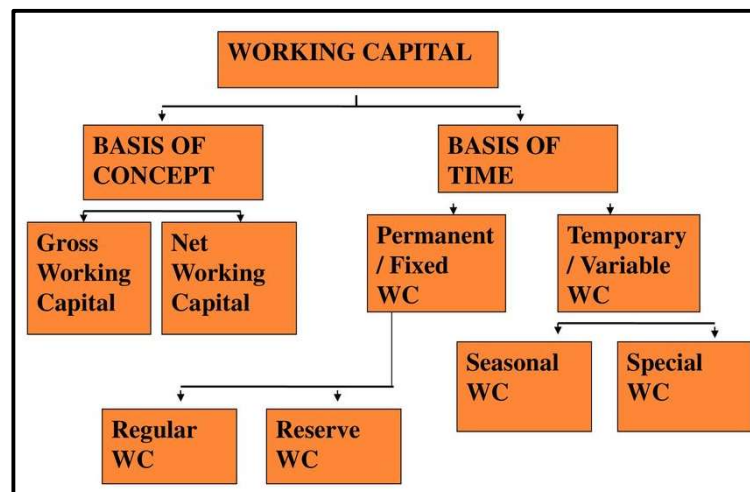 WORKING CAPITAL
BASIS OF
CONCEPT
BASIS OF
TIME
Gross
Working
Capital
Net
Working
Capital
Permanent
/ Fixed
WC
Temporary
/ Variable
WC
Seasonal
WC
Special
WC
Regular
WC
Reserve
WC